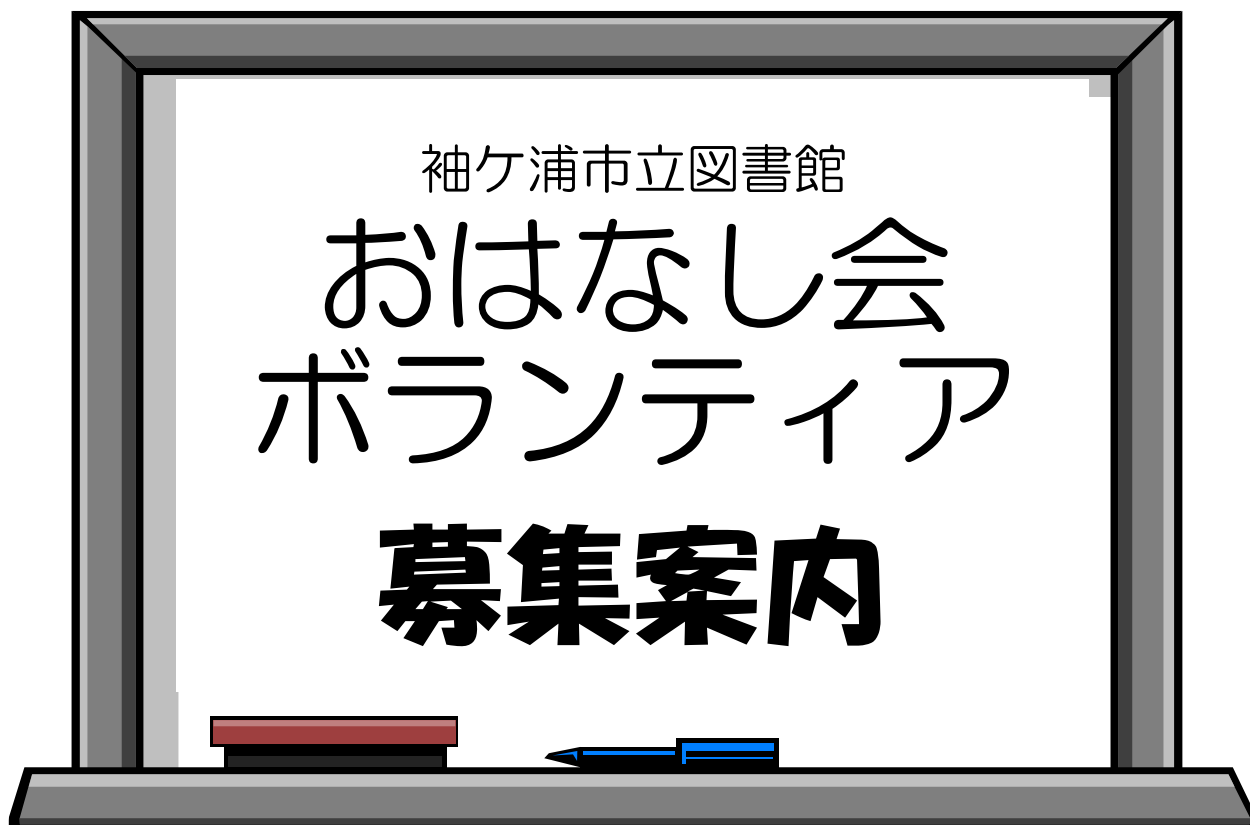 袖ケ浦市立図書館
おはなし会
ボランティア
募集案内